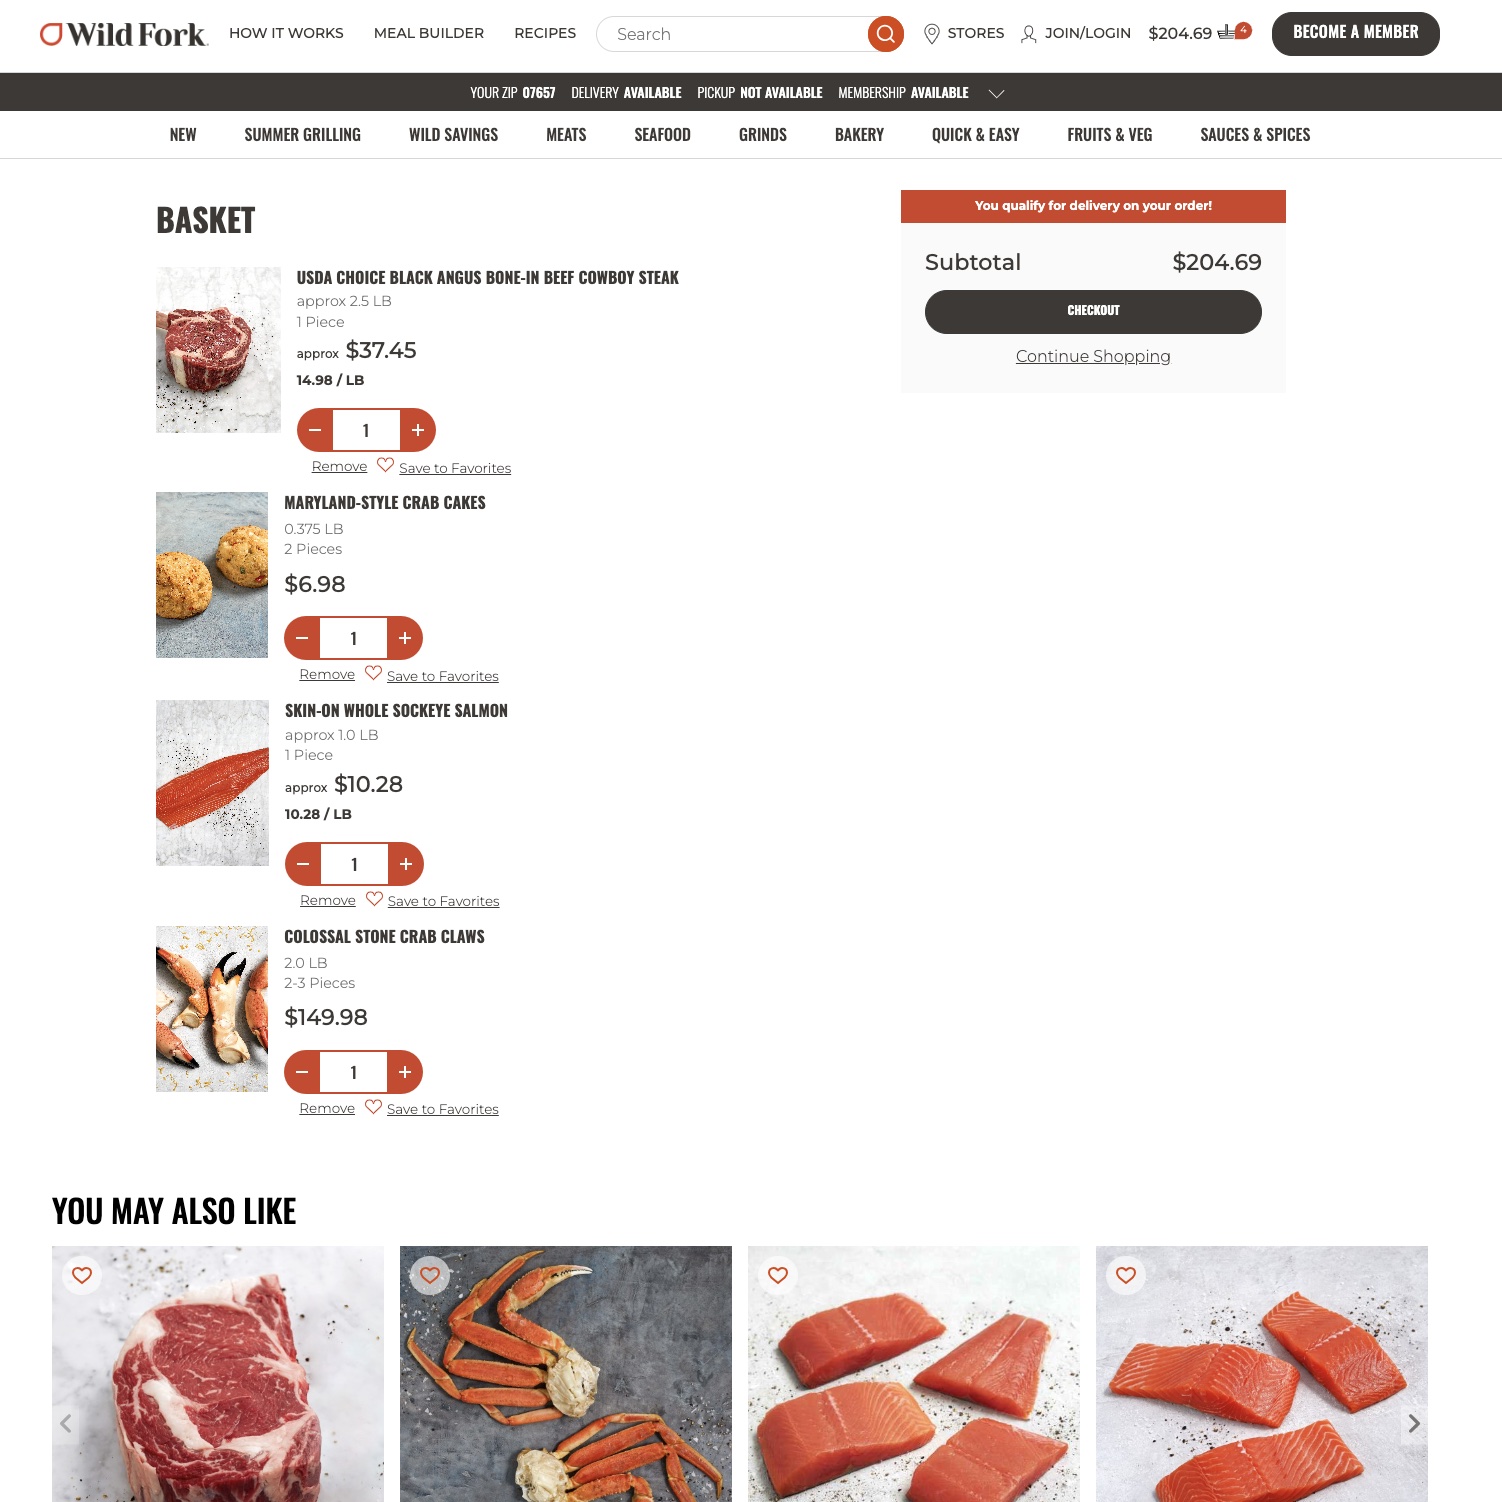 Wild Fork
HOW IT WORKS
MEAL BUILDER
RECIPES
Search
STORES
JOIN/LOGIN
$204.69
4
BECOME A MEMBER
YOUR ZIP 07657 DELIVERY AVAILABLE PICKUP NOT AVAILABLE MEMBERSHIP AVAILABLE
NEW
SUMMER GRILLING
WILD SAVINGS
MEATS
SEAFOOD
GRINDS
BAKERY
QUICK & EASY
FRUITS & VEG
SAUCES & SPICES
BASKET
USDA CHOICE BLACK ANGUS BONE-IN BEEF COWBOY STEAK
approx 2.5 LB
1 Piece
approx $37.45
14.98 / LB
1
Remove
Save to Favorites
MARYLAND-STYLE CRAB CAKES
0.375 LB
2 Pieces
$6.98
1
Remove
Save to Favorites
SKIN-ON WHOLE SOCKEYE SALMON
approx 1.0 LB
1 Piece
approx $10.28
10.28 / LB
1
Remove
Save to Favorites
COLOSSAL STONE CRAB CLAWS
2.0 LB
2-3 Pieces
$149.98
1
Remove
Save to Favorites
You qualify for delivery on your order!
Subtotal $204.69
CHECKOUT
Continue Shopping
YOU MAY ALSO LIKE